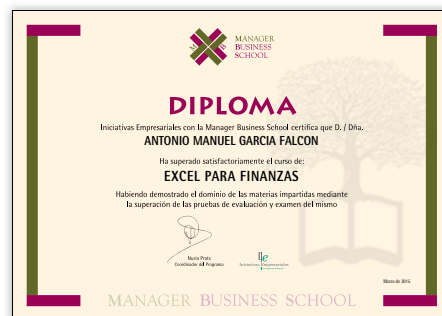 M B
MANAGER
BUSINESS
SCHOOL
DIPLOMA
Iniciativas Empresariales con la Manager Business School certifica que D. / Dña.
ANTONIO MANUEL GARCIA FALCON
Ha superado satisfactoriamente el curso de:
EXCEL PARA FINANZAS
Habiendo demostrado el dominio de las materias impartidas mediante
la superación de las pruebas de evaluación y examen del mismo
Nuria Prats
Coordinador del Programa
Iniciativas Empresariales
Marzo de 2015
MANAGER BUSINESS SCHOOL